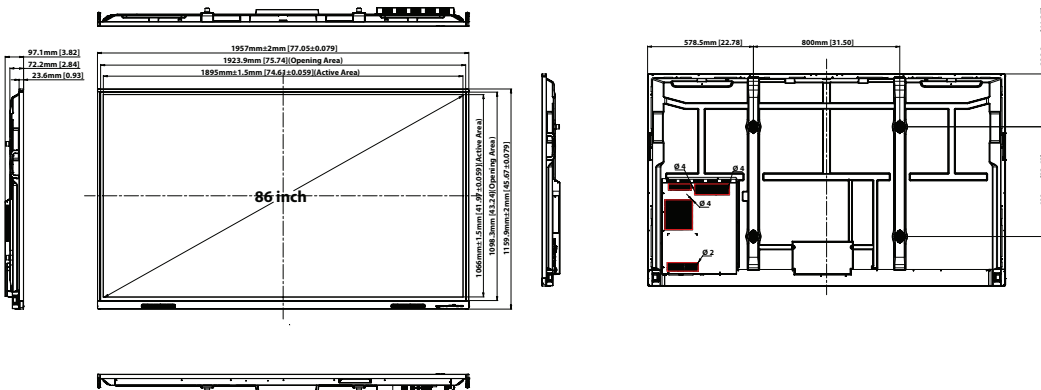 1957mm±2mm [77.05±0.079]
1923.9mm [75.74](Opening Area)
1895mm±1.5mm [74.61±0.059](Active Area)
97.1mm [3.82]
72.2mm [2.84]
23.6mm [0.93]
86 inch
1066mm±1.5mm [41.97±0.059](Active Area)
1098.3mm [43.24](Opening Area)
1159.9mm±2mm [45.67±0.079]
578.5mm [22.78]
800mm [31.50]
Ø 4
Ø 4
Ø 4
Ø 2